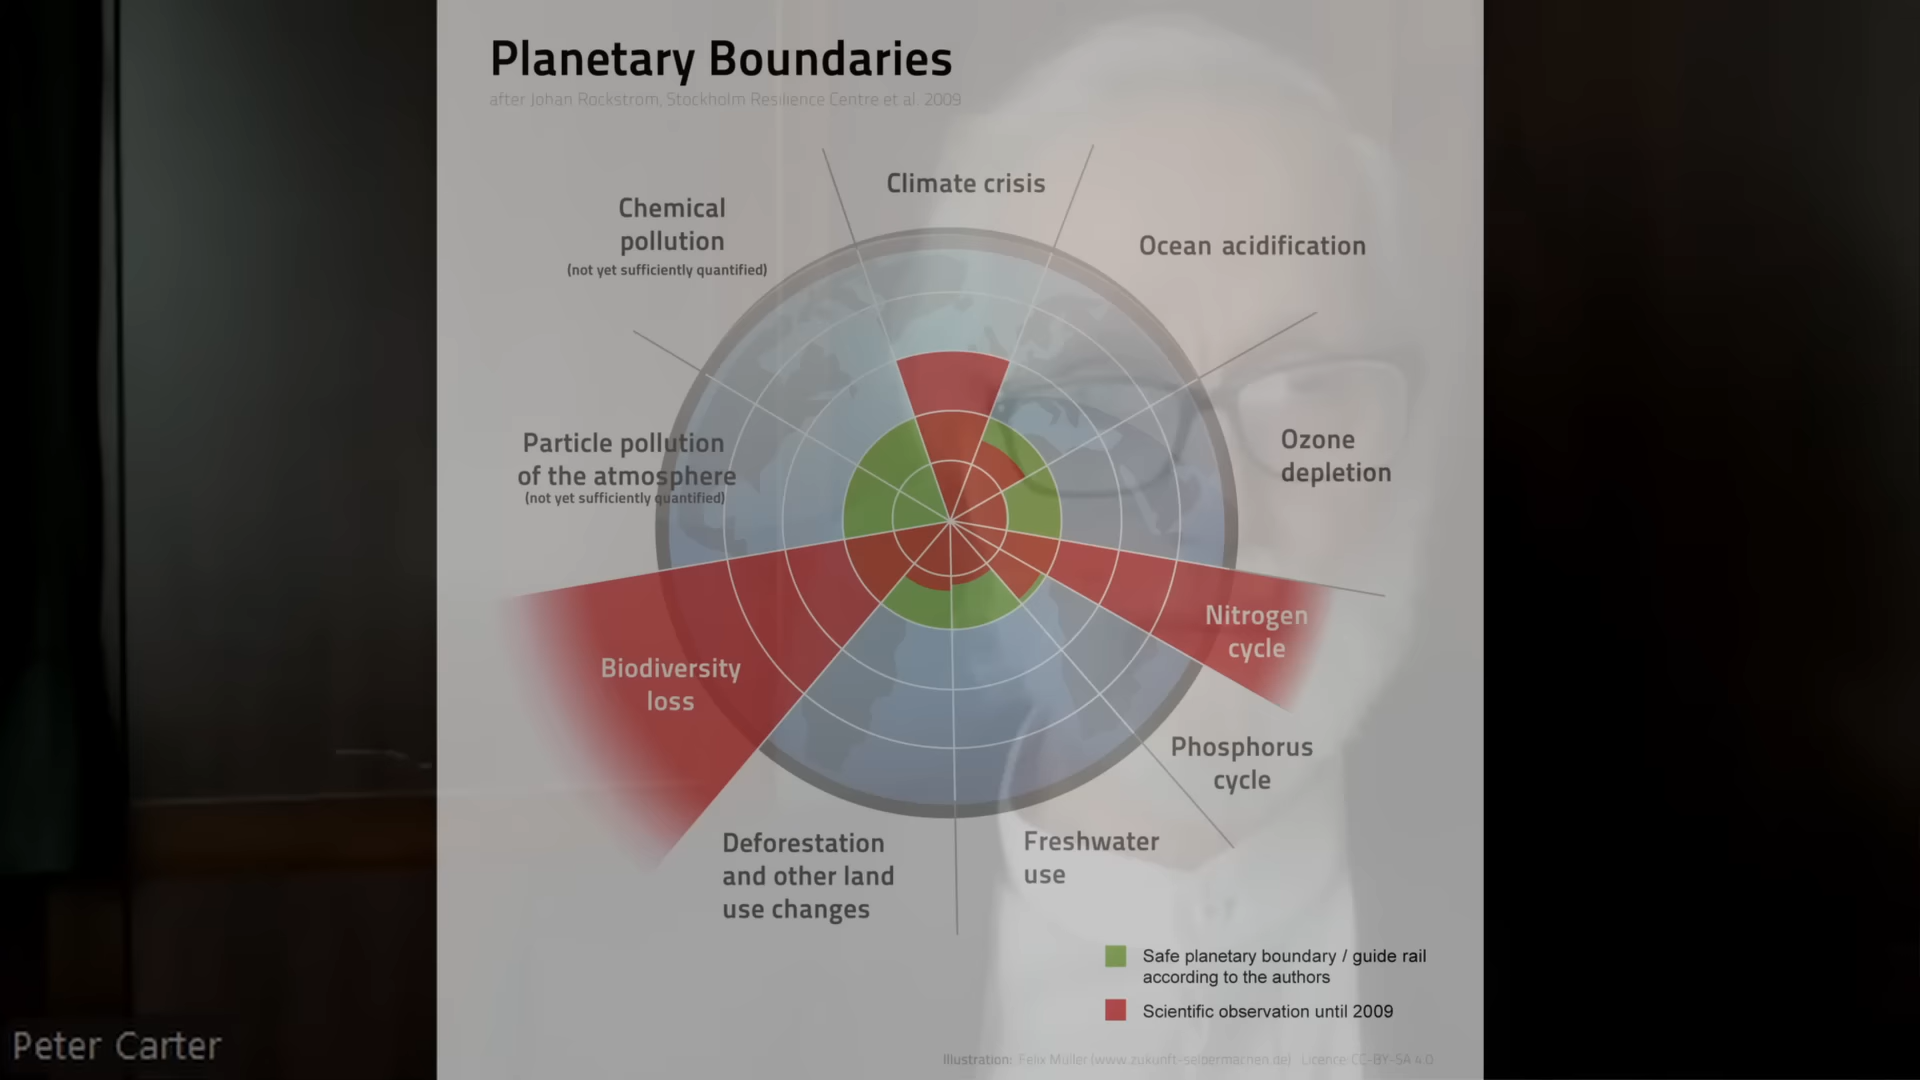 Planetary Boundaries
after Johan Rockström, Stockholm Resilience Centre et al. 2009
Climate crisis
Chemical
pollution
(not yet sufficiently quantified)
Ocean acidification
Particle pollution
of the atmosphere
(not yet sufficiently quantified)
Ozone
depletion
Nitrogen
cycle
Biodiversity
loss
Phosphorus
cycle
Deforestation
and other land
use changes
Freshwater
use
Safe planetary boundary / guide rail
according to the authors
Scientific observation until 2009
Peter Carter
Illustration: Felix Müller (www.zukunft-selbermachen.de) Licence: CC-BY-SA 4.0